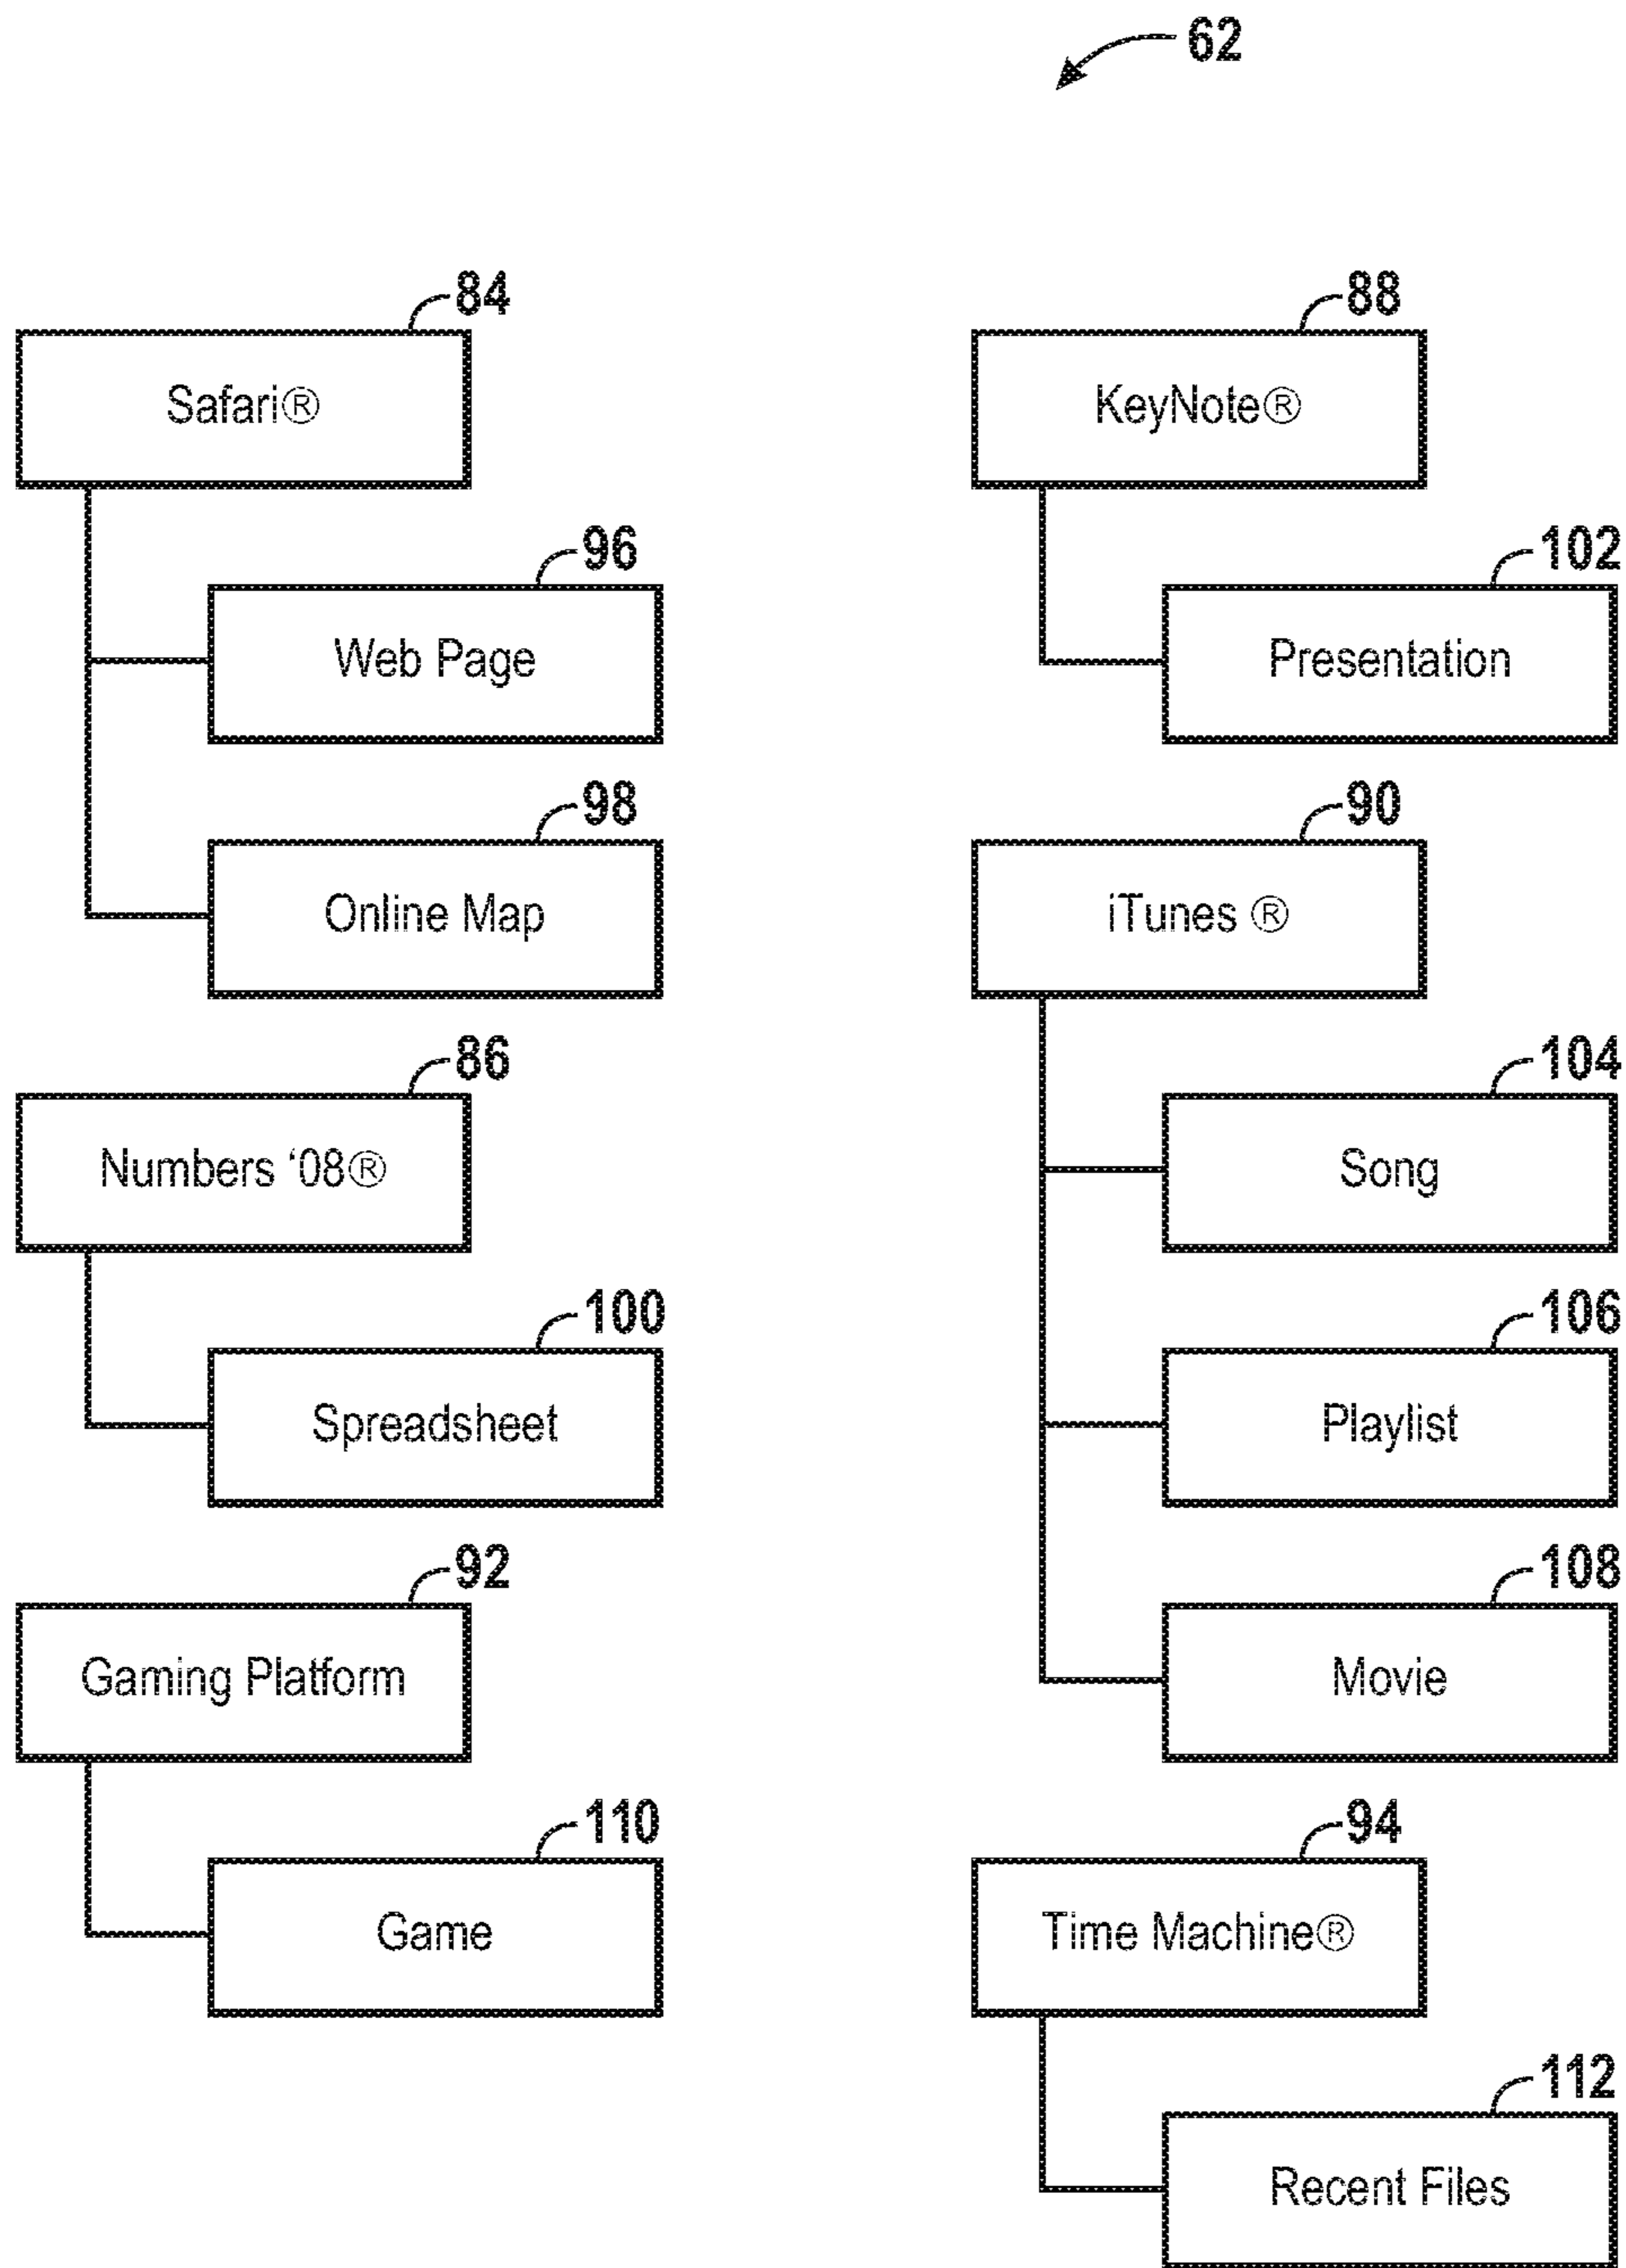 62
84
Safari®
96
Web Page
98
Online Map
86
Numbers ‘08®
100
Spreadsheet
92
Gaming Platform
110
Game
88
KeyNote®
102
Presentation
90
iTunes ®
104
Song
106
Playlist
108
Movie
94
Time Machine®
112
Recent Files